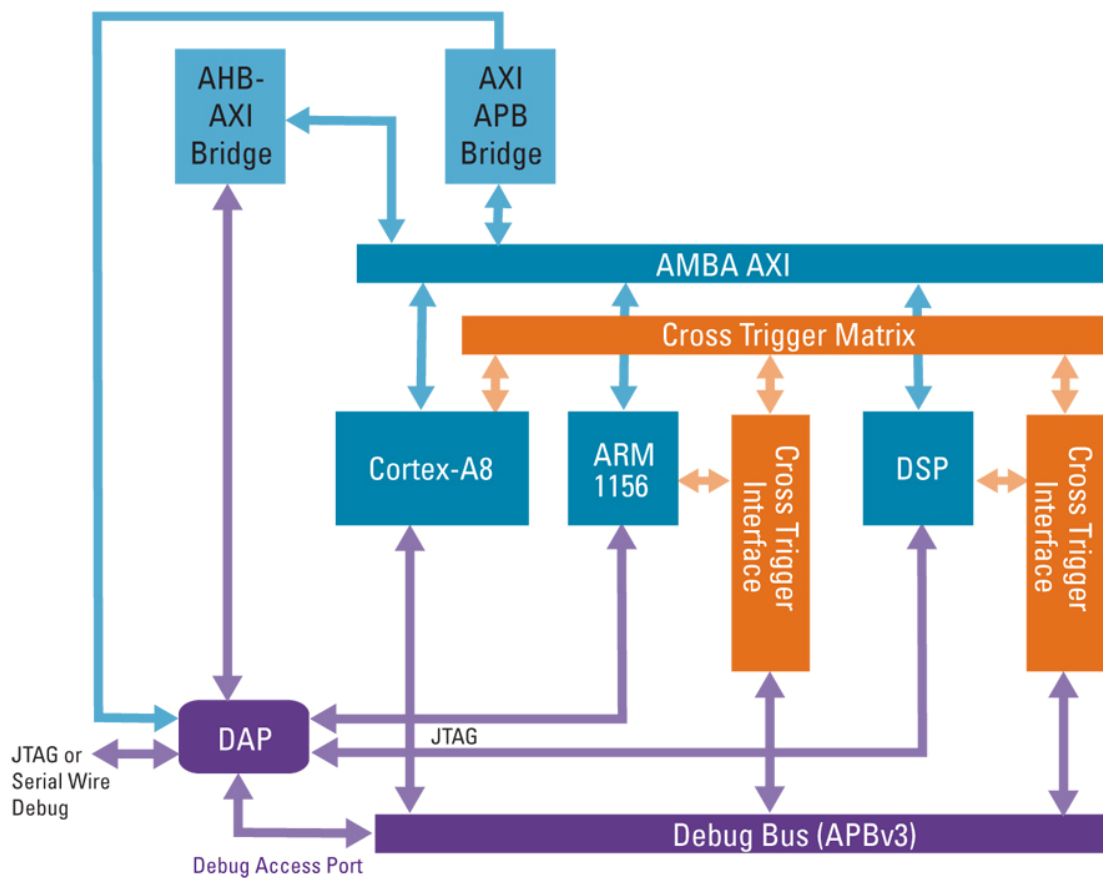 AHB-
AXI
Bridge
AXI
APB
Bridge
AMBA AXI
Cross Trigger Matrix
Cortex-A8
ARM
1156
Cross Trigger
Interface
DSP
Cross Trigger
Interface
DAP
JTAG
JTAG or
Serial Wire
Debug
Debug Bus (APBv3)
Debug Access Port